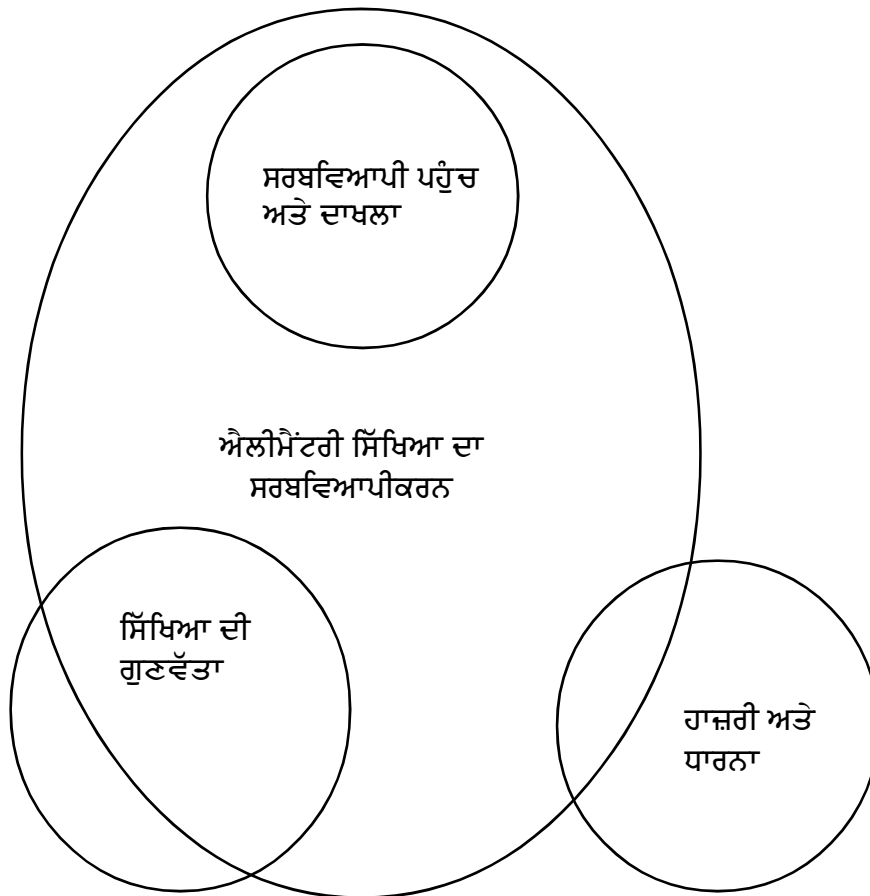 ਸਰਬਵਿਆਪੀ ਪਹੁੰਚ
ਅਤੇ ਦਾਖਲਾ
ਐਲੀਮੈਂਟਰੀ ਸਿੱਖਿਆ ਦਾ
ਸਰਬਵਿਆਪੀਕਰਨ
ਸਿੱਖਿਆ ਦੀ
ਗੁਣਵੱਤਾ
ਹਾਜ਼ਰੀ ਅਤੇ
ਧਾਰਨਾ